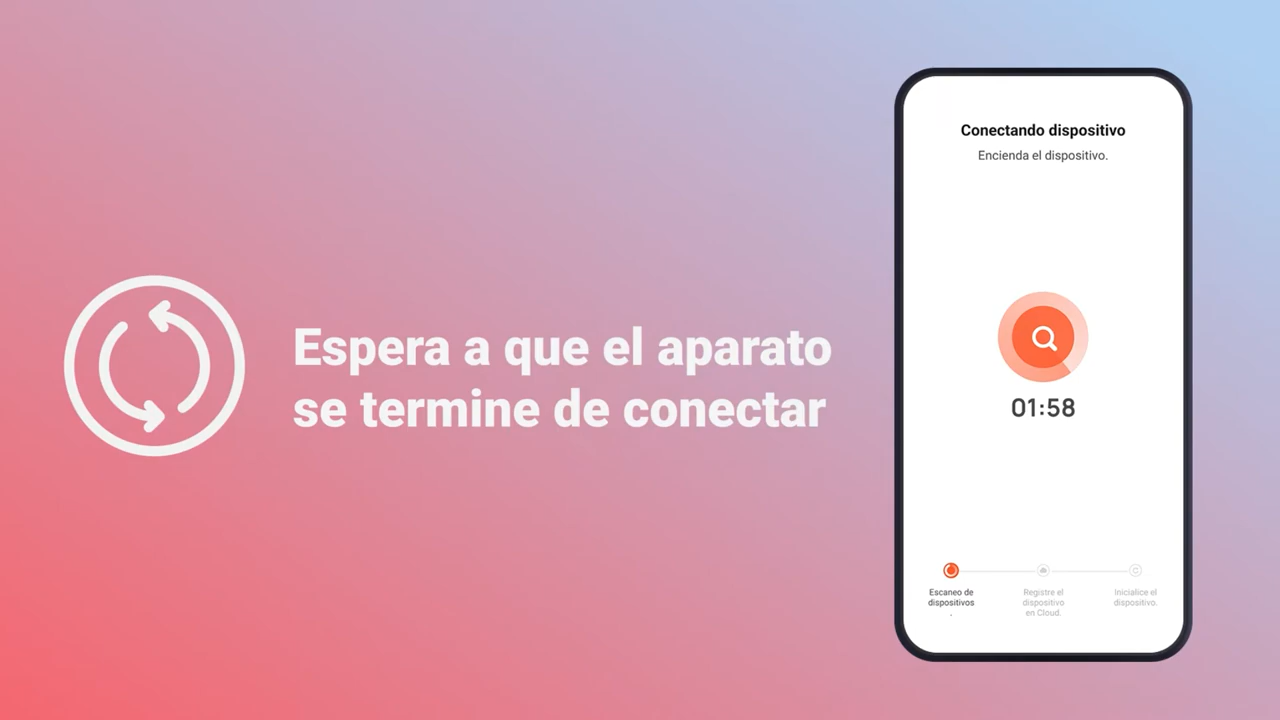 Espera a que el aparato
se termine de conectar
Conectando dispositivo
Encienda el dispositivo.
01:58
Escaneo de
dispositivos
.
Registre el
dispositivo
en Cloud.
Inicialice el
dispositivo.